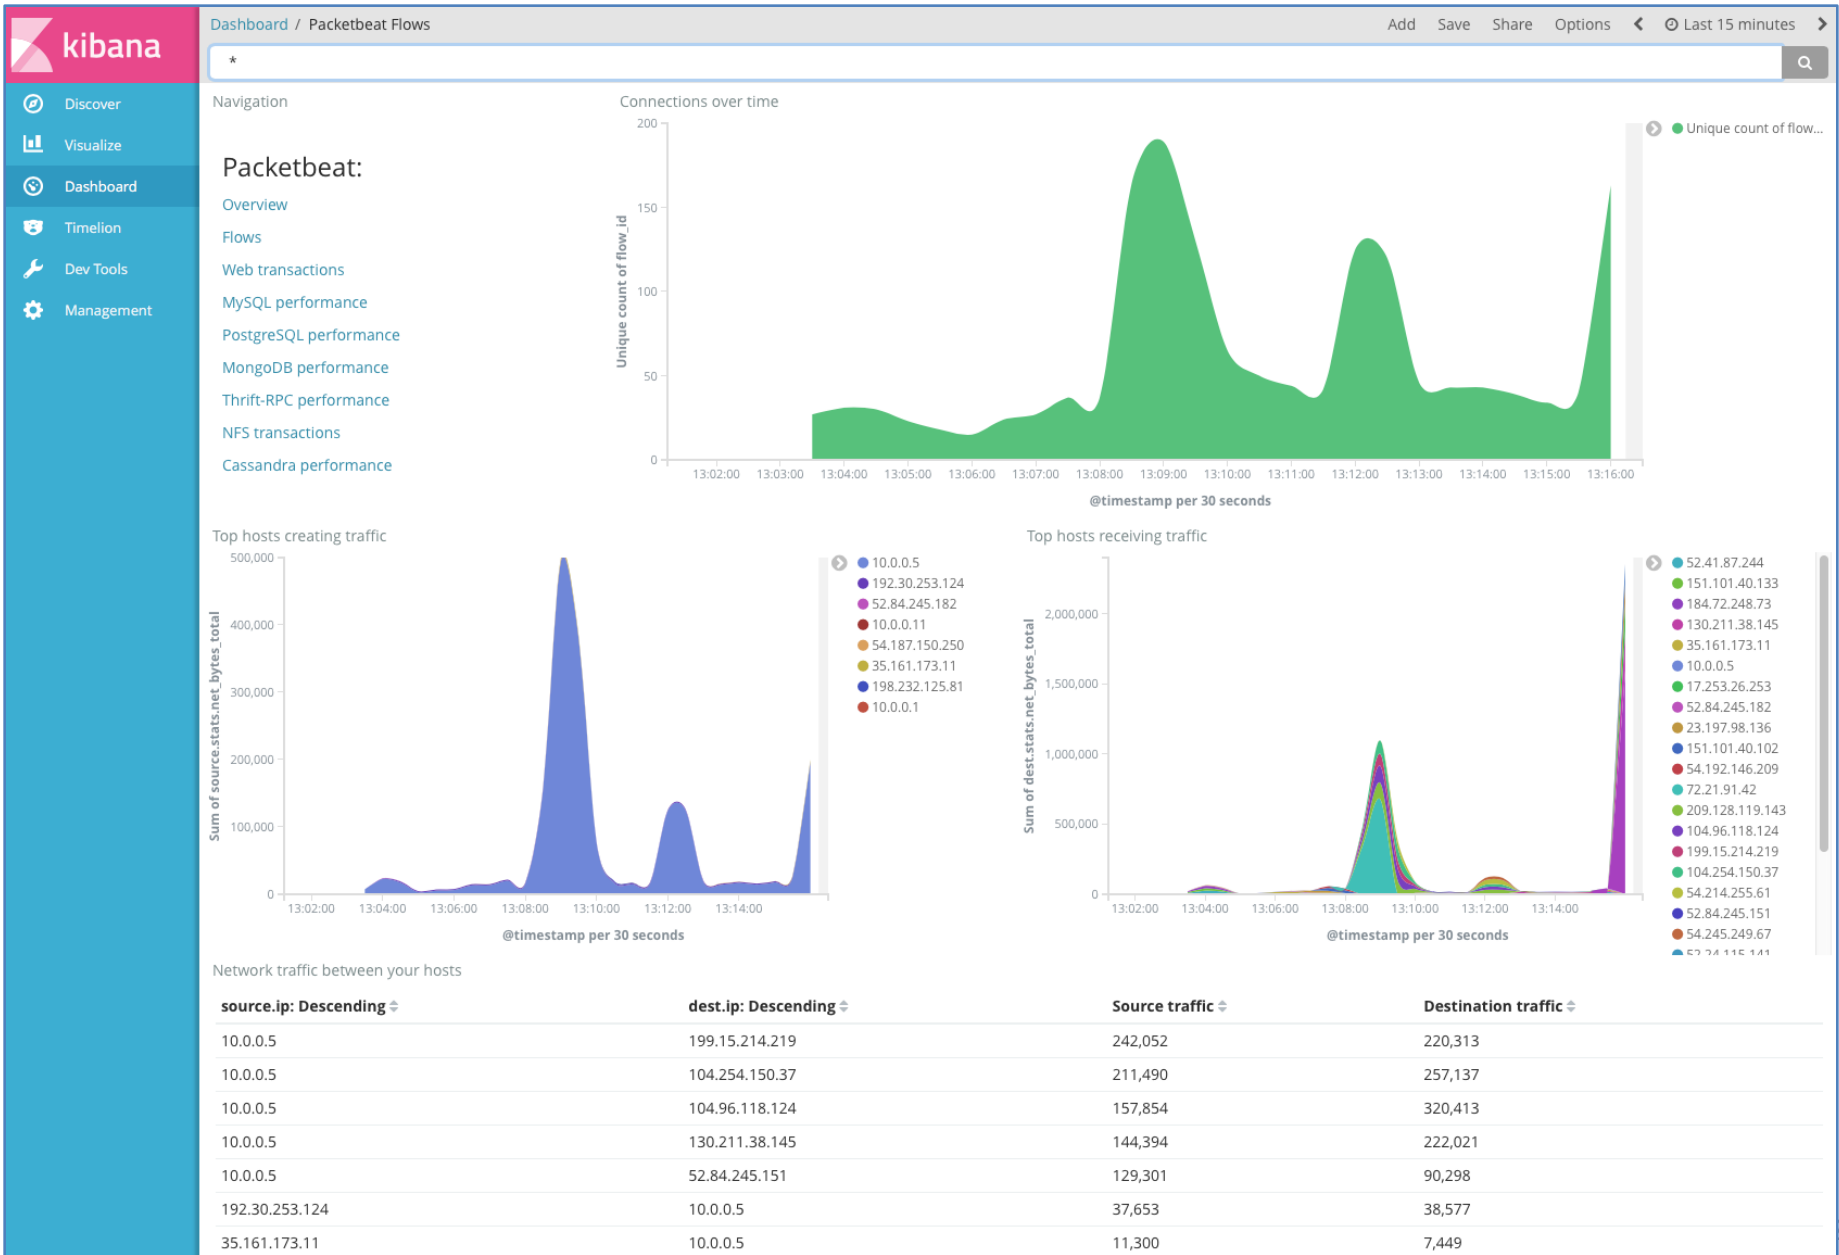 kibana
Dashboard / Packetbeat Flows
Add Save Share Options Last 15 minutes
*
Discover
Visualize
Dashboard
Timelion
Dev Tools
Management
Navigation
Packetbeat:
Overview
Flows
Web transactions
MySQL performance
PostgreSQL performance
MongoDB performance
Thrift-RPC performance
NFS transactions
Cassandra performance
Connections over time
Unique count of flow_id
200
150
100
50
0
13:02:00 13:03:00 13:04:00 13:05:00 13:06:00 13:07:00 13:08:00 13:09:00 13:10:00 13:11:00 13:12:00 13:13:00 13:14:00 13:15:00 13:16:00
@timestamp per 30 seconds
Unique count of flow...
Top hosts creating traffic
Sum of source.stats.net_bytes_total
500,000
400,000
300,000
200,000
100,000
0
13:02:00 13:04:00 13:06:00 13:08:00 13:10:00 13:12:00 13:14:00
@timestamp per 30 seconds
10.0.0.5
192.30.253.124
52.84.245.182
10.0.0.11
54.187.150.250
35.161.173.11
198.232.125.81
10.0.0.1
Top hosts receiving traffic
Sum of dest.stats.net_bytes_total
2,000,000
1,500,000
1,000,000
500,000
0
13:02:00 13:04:00 13:06:00 13:08:00 13:10:00 13:12:00 13:14:00
@timestamp per 30 seconds
52.41.87.244
151.101.40.133
184.72.248.73
130.211.38.145
35.161.173.11
10.0.0.5
17.253.26.253
52.84.245.182
23.197.98.136
151.101.40.102
54.192.146.209
72.21.91.42
209.128.119.143
104.96.118.124
199.15.214.219
104.254.150.37
54.214.255.61
52.84.245.151
54.245.249.67
52.24.115.141
Network traffic between your hosts
source.ip: Descending dest.ip: Descending Source traffic Destination traffic
10.0.0.5 199.15.214.219 242,052 220,313
10.0.0.5 104.254.150.37 211,490 257,137
10.0.0.5 104.96.118.124 157,854 320,413
10.0.0.5 130.211.38.145 144,394 222,021
10.0.0.5 52.84.245.151 129,301 90,298
192.30.253.124 10.0.0.5 37,653 38,577
35.161.173.11 10.0.0.5 11,300 7,449